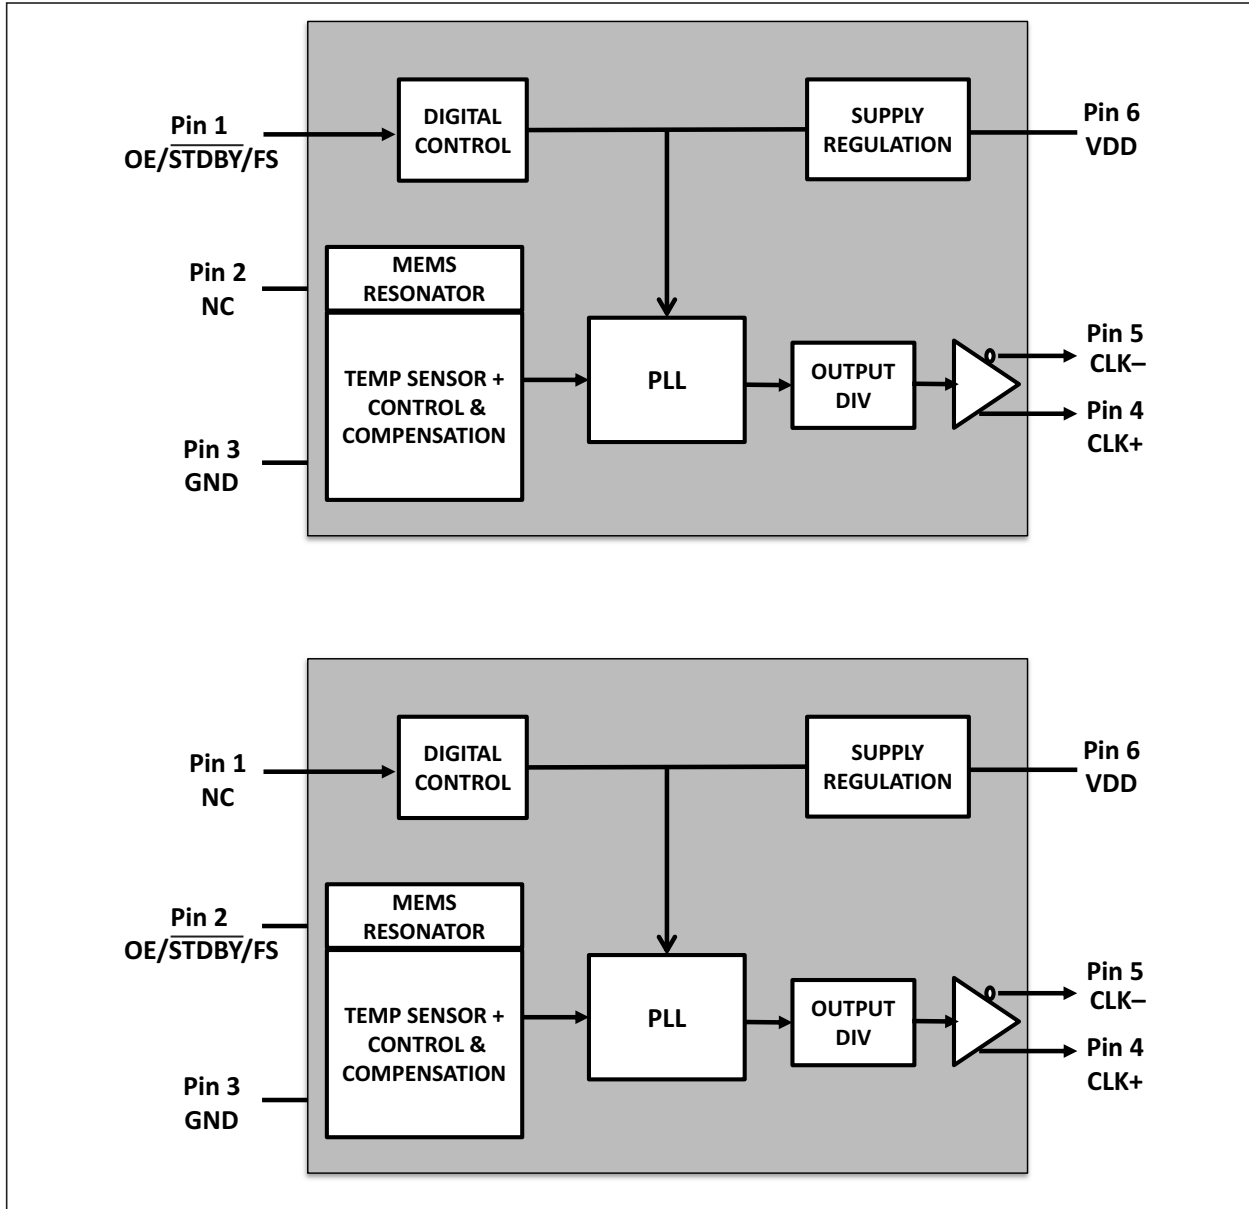 Pin 1
OE/STDBY/FS
DIGITAL
CONTROL
SUPPLY
REGULATION
Pin 6
VDD
Pin 2
NC
MEMS
RESONATOR
TEMP SENSOR +
CONTROL &
COMPENSATION
PLL
OUTPUT
DIV
Pin 5
CLK–
Pin 4
CLK+
Pin 3
GND
Pin 1
NC
DIGITAL
CONTROL
SUPPLY
REGULATION
Pin 6
VDD
Pin 2
OE/STDBY/FS
MEMS
RESONATOR
TEMP SENSOR +
CONTROL &
COMPENSATION
PLL
OUTPUT
DIV
Pin 5
CLK–
Pin 4
CLK+
Pin 3
GND